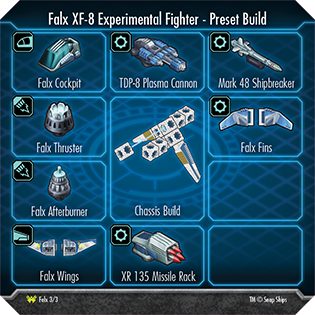 Falx XF-8 Experimental Fighter - Preset Build
Falx Cockpit
TDP-8 Plasma Cannon
Mark 48 Shipbreaker
Falx Thruster
Falx Fins
Falx Afterburner
Chassis Build
Falx Wings
XR 135 Missile Rack
Falx 3/3
TM © Snap Ships